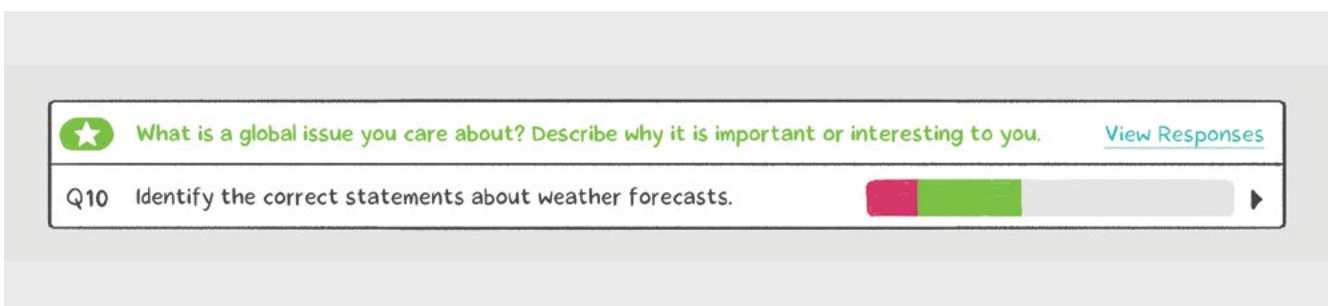 What is a global issue you care about? Describe why it is important or interesting to you. View Responses
Q10 Identify the correct statements about weather forecasts.